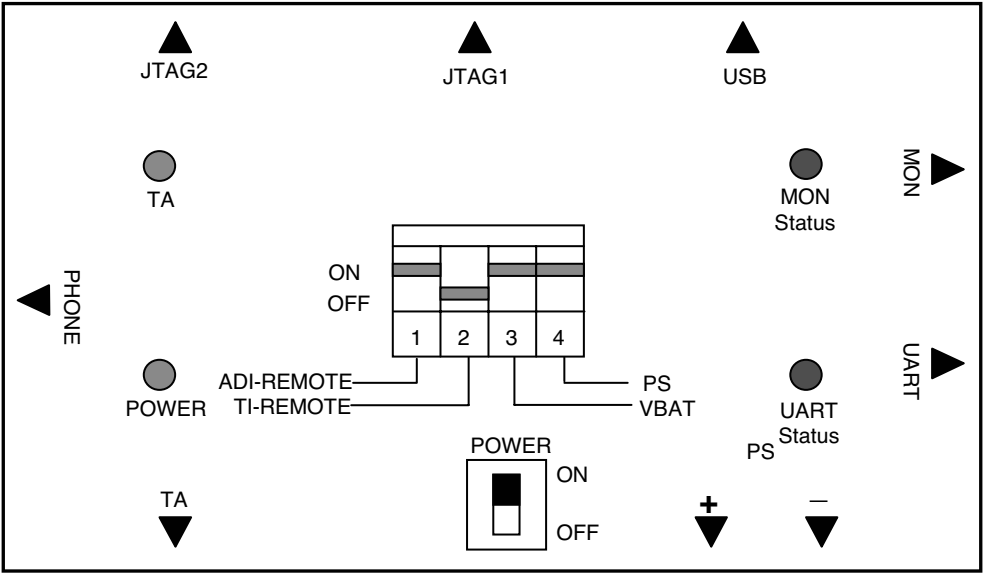 JTAG2
JTAG1
USB
TA
MON
Status
MON
ON
OFF
PHONE
1 2 3 4
ADI-REMOTE
PS
TI-REMOTE
VBAT
POWER
UART
Status
UART
PS
POWER
ON
OFF
TA
+
—